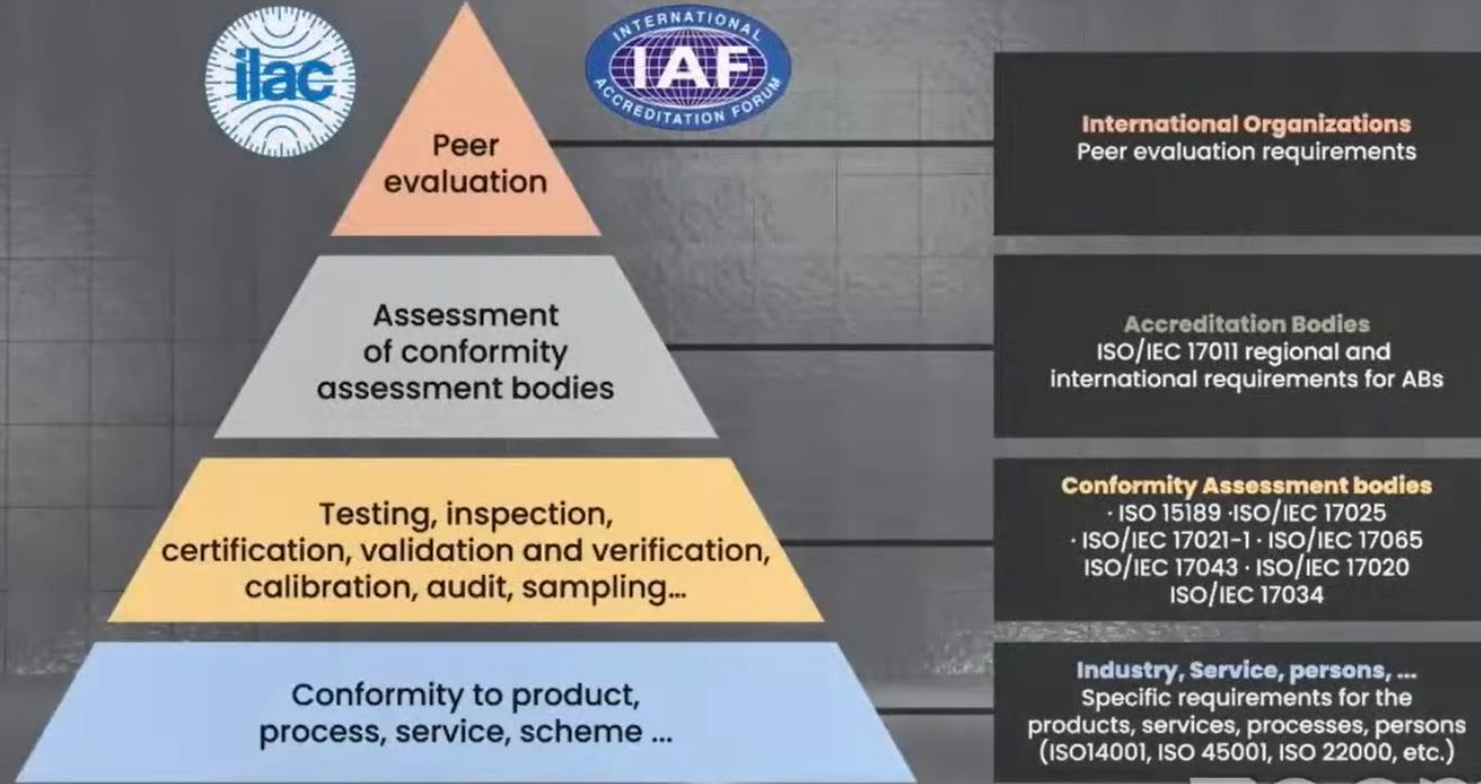 ilac
INTERNATIONAL
IAF
ACCREDITATION FORUM
Peer
evaluation
International Organizations
Peer evaluation requirements
Assessment
of conformity
assessment bodies
Accreditation Bodies
ISO/IEC 17011 regional and
international requirements for ABs
Testing, inspection,
certification, validation and verification,
calibration, audit, sampling...
Conformity Assessment bodies
· ISO 15189 ·ISO/IEC 17025
· ISO/IEC 17021-1 · ISO/IEC 17065
ISO/IEC 17043 · ISO/IEC 17020
ISO/IEC 17034
Conformity to product,
process, service, scheme ...
Industry, Service, persons, ...
Specific requirements for the
products, services, processes, persons
(ISO14001, ISO 45001, ISO 22000, etc.)